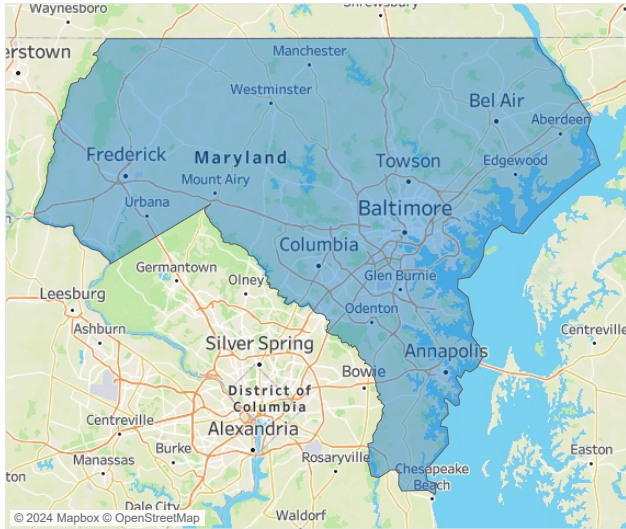 Waynesboro
Shrewsbury
erstown
Manchester
Westminster
Bel Air
Aberdeen
Frederick
Maryland
Towson
Edgewood
Mount Airy
Urbana
Baltimore
Columbia
Germantown
Glen Burnie
Olney
Leesburg
Odenton
Ashburn
Centreville
Silver Spring
Annapolis
Bowie
District of
Columbia
Centreville
Alexandria
Burke
Rosaryville
Easton
Manassas
Chesapeake
Beach
ton
Dale City
Waldorf
© 2024 Mapbox © OpenStreetMap